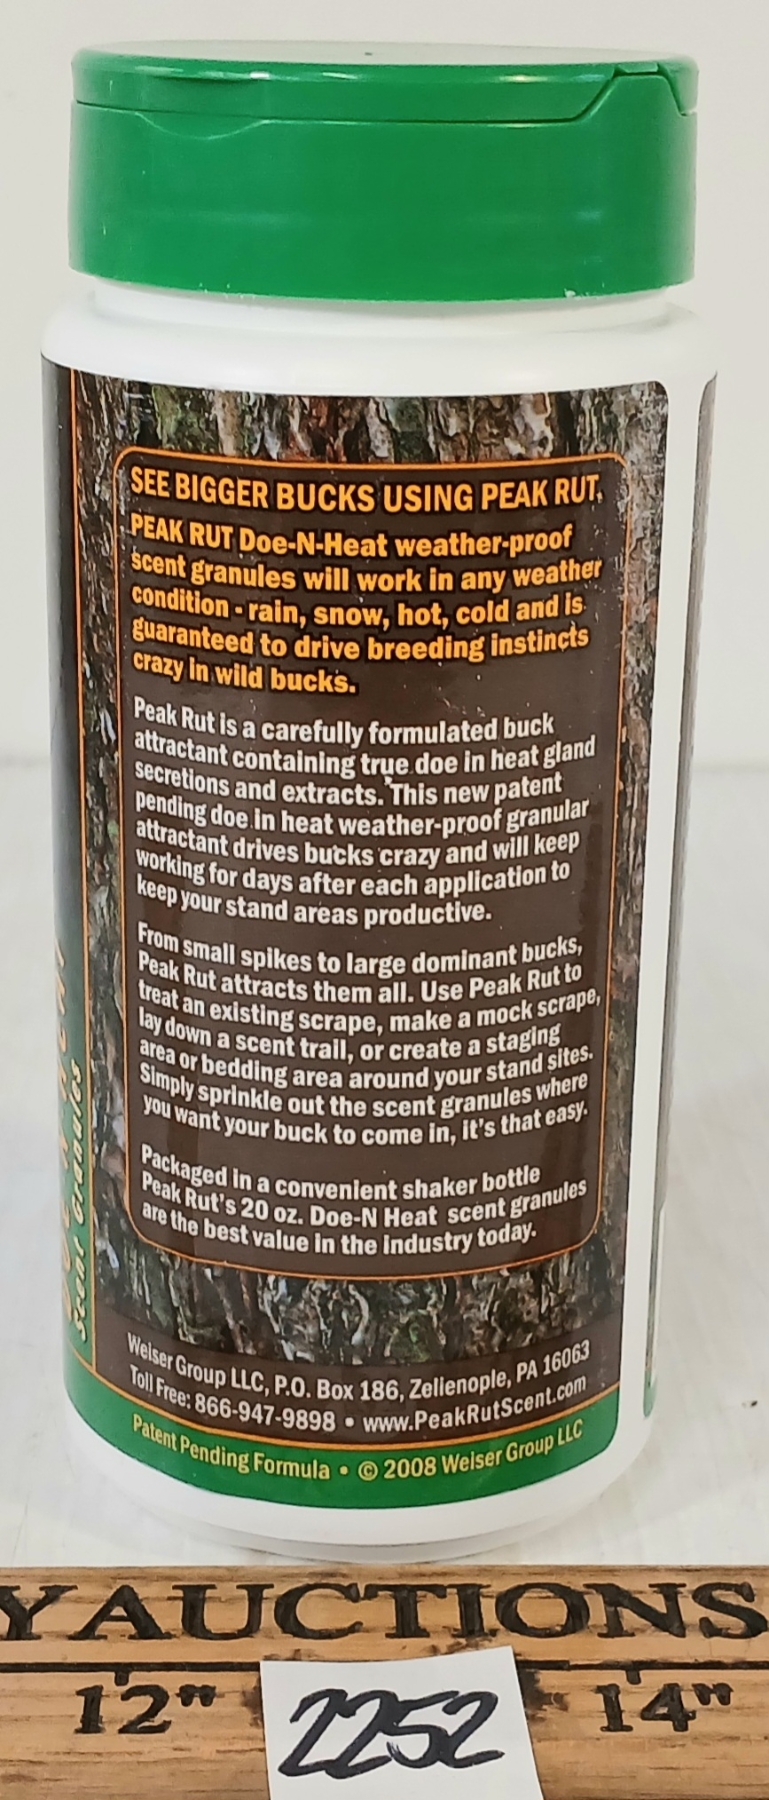 SEE BIGGER BUCKS USING PEAK RUT,
PEAK RUT Doe-N-Heat weather-proof
scent granules will work in any weather
condition - rain, snow, hot, cold and is
guaranteed to drive breeding instincts
crazy in wild bucks.
Peak Rut is a carefully formulated buck
attractant containing true doe in heat gland
secretions and extracts. This new patent
pending doe in heat weather-proof granular
attractant drives bucks crazy and will keep
working for days after each application to
keep your stand areas productive.
From small spikes to large dominant bucks,
Peak Rut attracts them all. Use Peak Rut to
treat an existing scrape, make a mock scrape,
lay down a scent trail, or create a staging
area or bedding area around your stand sites.
Simply sprinkle out the scent granules where
you want your buck to come in, it's that easy.
Packaged in a convenient shaker bottle
Peak Rut's 20 oz. Doe-N Heat scent granules
are the best value in the industry today.
Weiser Group LLC, P.O. Box 186, Zelienople, PA 16063
Toll Free: 866-947-9898 • www.PeakRutScent.com
Patent Pending Formula • © 2008 Weiser Group LLC
Scent Granules
Y AUCTIONS
12" 14"
2252